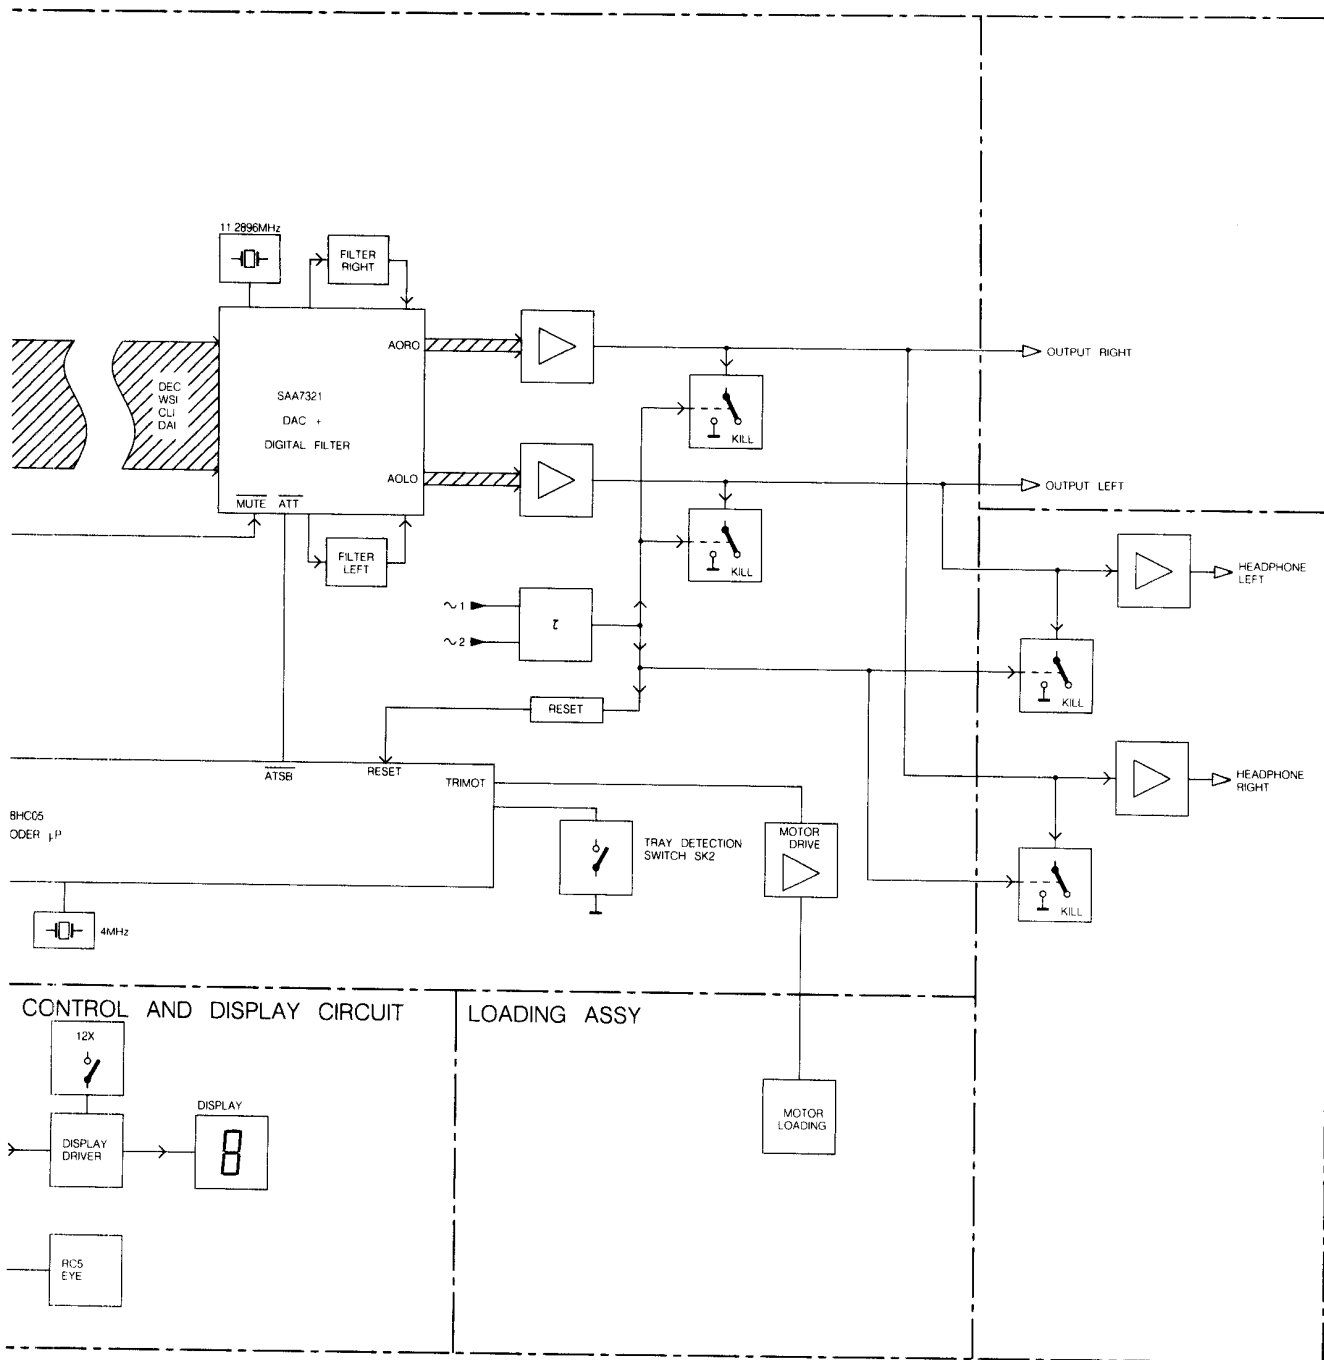 11.2896MHz
FILTER
RIGHT
AORO
OUTPUT RIGHT
DEC
WSI
CLI
DAI
SAA7321
DAC +
DIGITAL FILTER
KILL
AOLO
OUTPUT LEFT
MUTE ATT
FILTER
LEFT
KILL
HEADPHONE
LEFT
~1
~2
RESET
KILL
ATSB
RESET
TRIMOT
HEADPHONE
RIGHT
8HC05
ODER µP
TRAY DETECTION
SWITCH SK2
MOTOR
DRIVE
KILL
4MHz
CONTROL AND DISPLAY CIRCUIT
LOADING ASSY
12X
DISPLAY
8
DISPLAY
DRIVER
MOTOR
LOADING
RC5
EYE